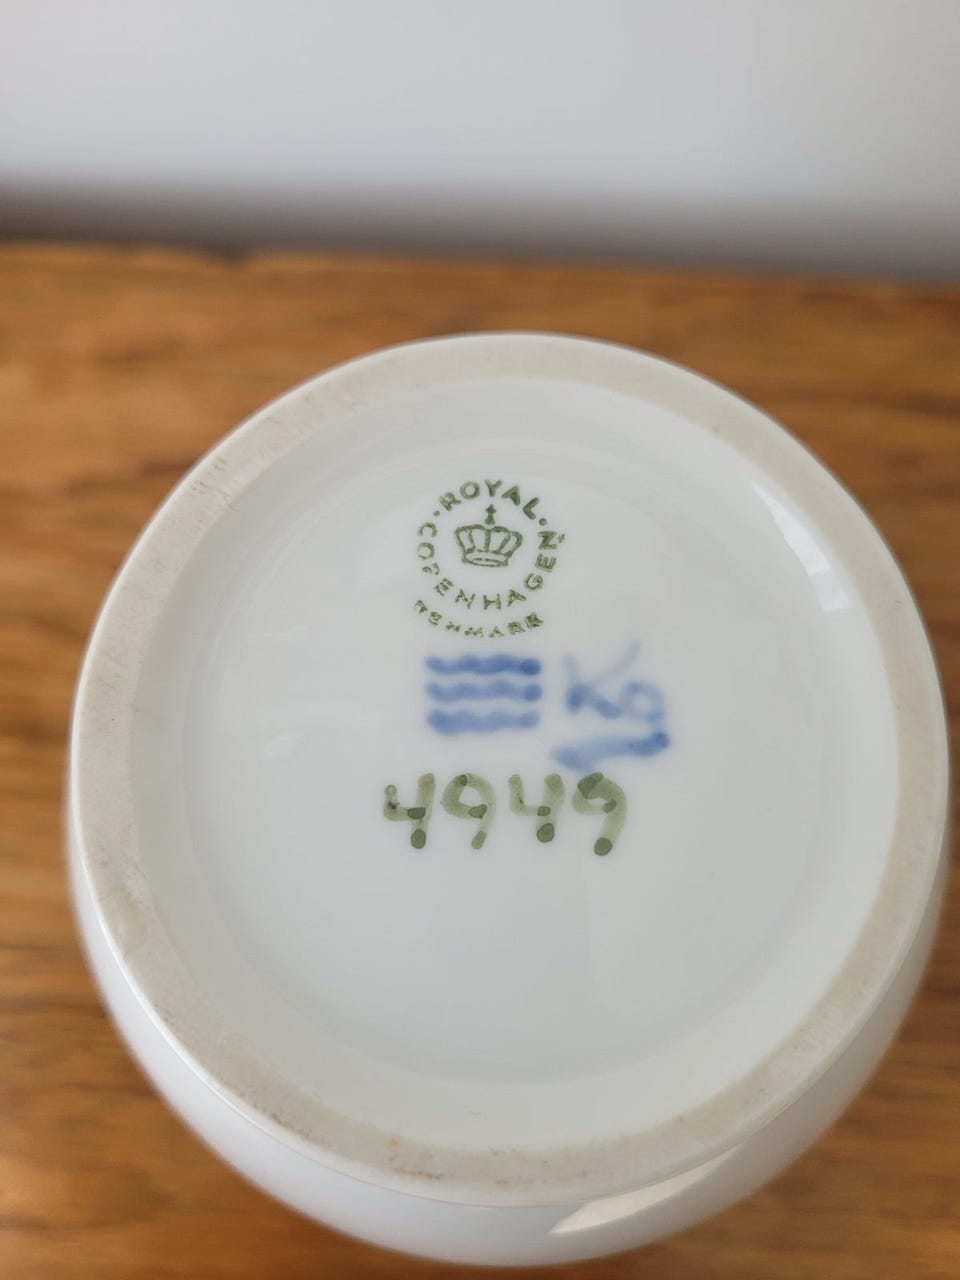 ROYAL
COPENHAGEN
DENMARK
4949